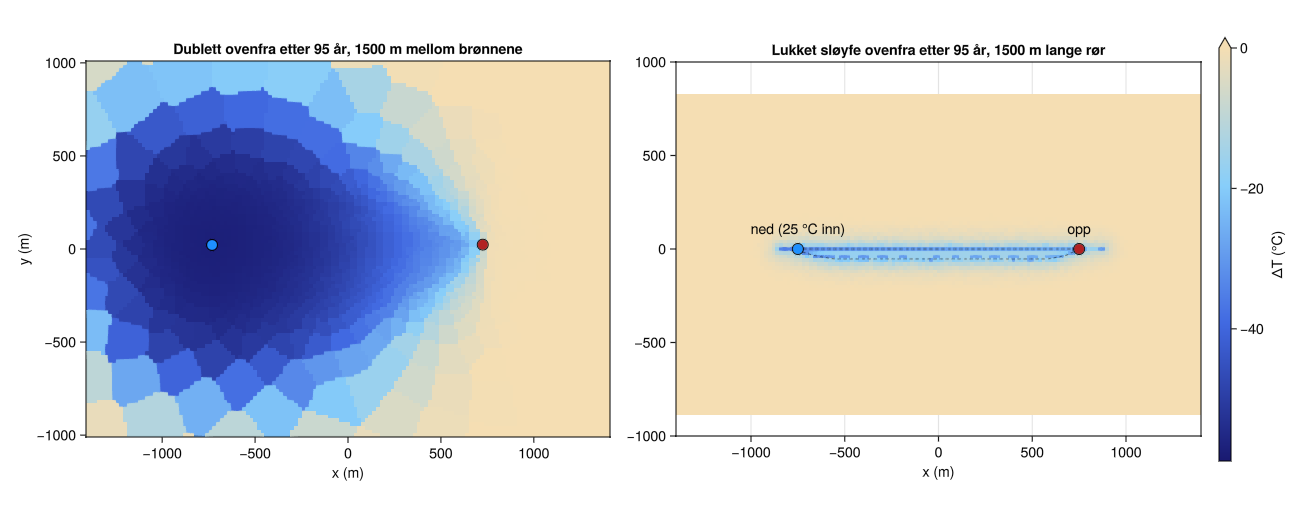 Dublett ovenfra etter 95 år, 1500 m mellom brønnene
1000
500
0
−500
−1000
y (m)
−1000
−500
0
500
1000
x (m)
Lukket sløyfe ovenfra etter 95 år, 1500 m lange rør
1000
500
0
−500
−1000
ned (25 °C inn)
opp
−1000
−500
0
500
1000
x (m)
0
−20
−40
ΔT (°C)